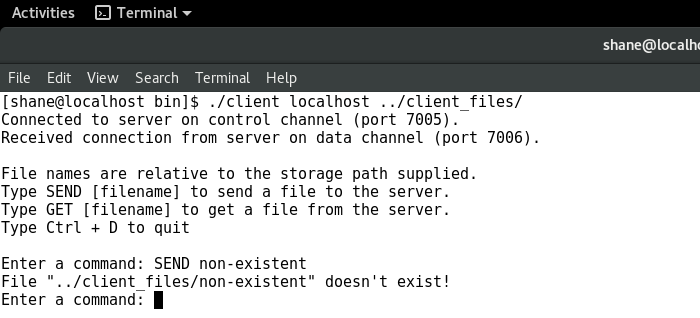 Activities Terminal
shane@localh
File Edit View Search Terminal Help
[shane@localhost bin]$ ./client localhost ../client_files/
Connected to server on control channel (port 7005).
Received connection from server on data channel (port 7006).
File names are relative to the storage path supplied.
Type SEND [filename] to send a file to the server.
Type GET [filename] to get a file from the server.
Type Ctrl + D to quit
Enter a command: SEND non-existent
File "../client_files/non-existent" doesn't exist!
Enter a command: